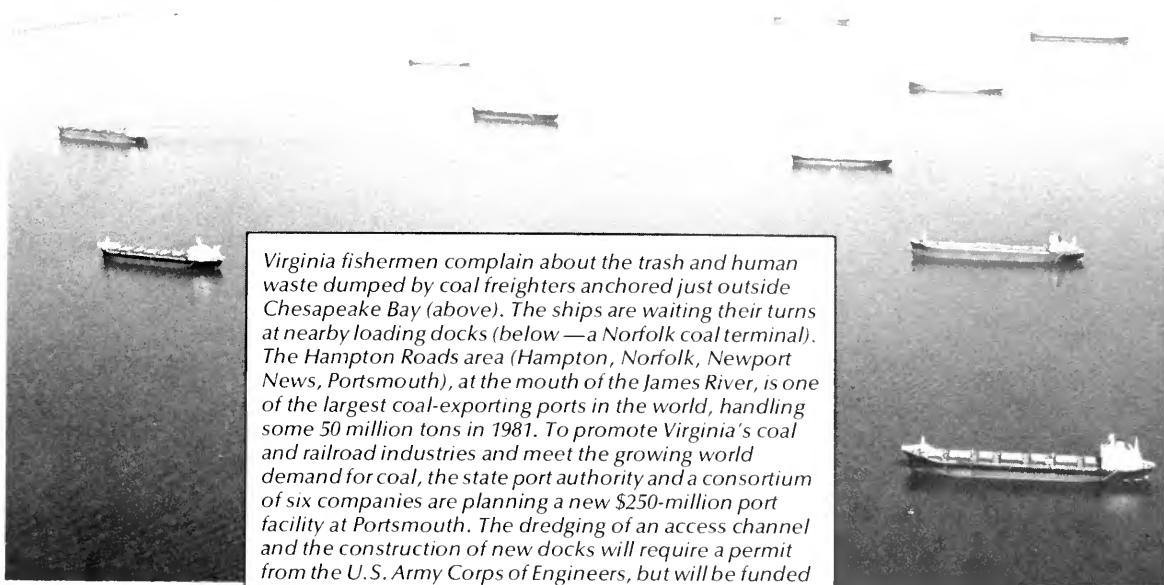 Virginia fishermen complain about the trash and human
waste dumped by coal freighters anchored just outside
Chesapeake Bay (above). The ships are waiting their turns
at nearby loading docks (below—a Norfolk coal terminal).
The Hampton Roads area (Hampton, Norfolk, Newport
News, Portsmouth), at the mouth of the James River, is one
of the largest coal-exporting ports in the world, handling
some 50 million tons in 1981. To promote Virginia's coal
and railroad industries and meet the growing world
demand for coal, the state port authority and a consortium
of six companies are planning a new $250-million port
facility at Portsmouth. The dredging of an access channel
and the construction of new docks will require a permit
from the U.S. Army Corps of Engineers, but will be funded